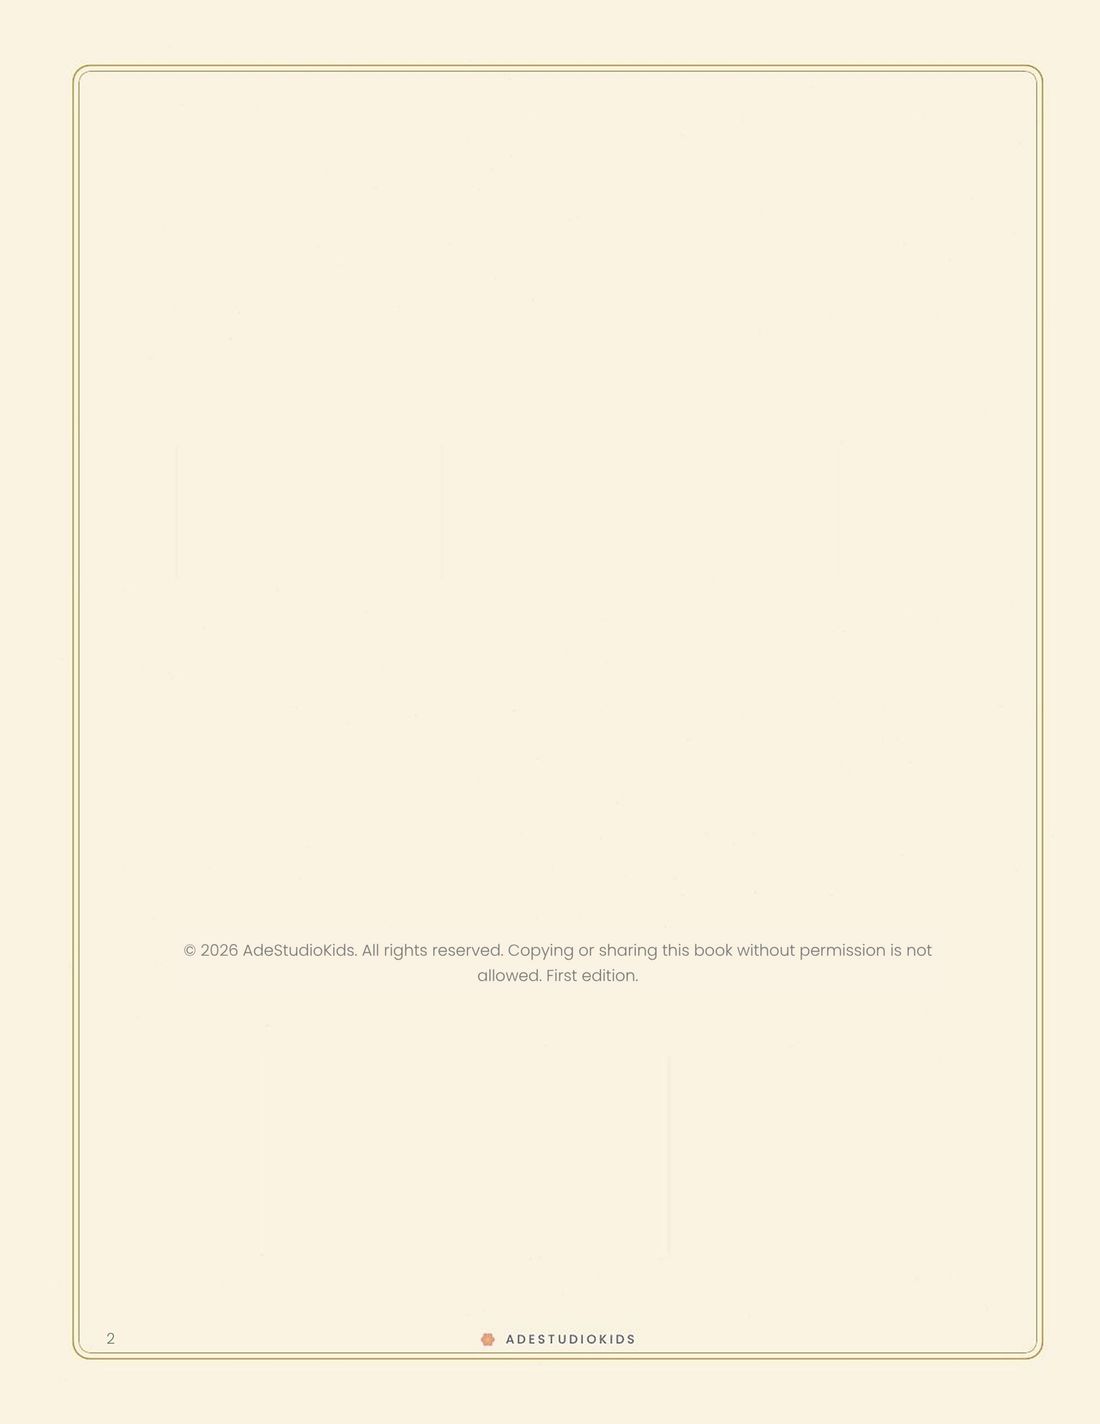 © 2026 AdeStudioKids. All rights reserved. Copying or sharing this book without permission is not
allowed. First edition.
2
ADESTUDIOKIDS